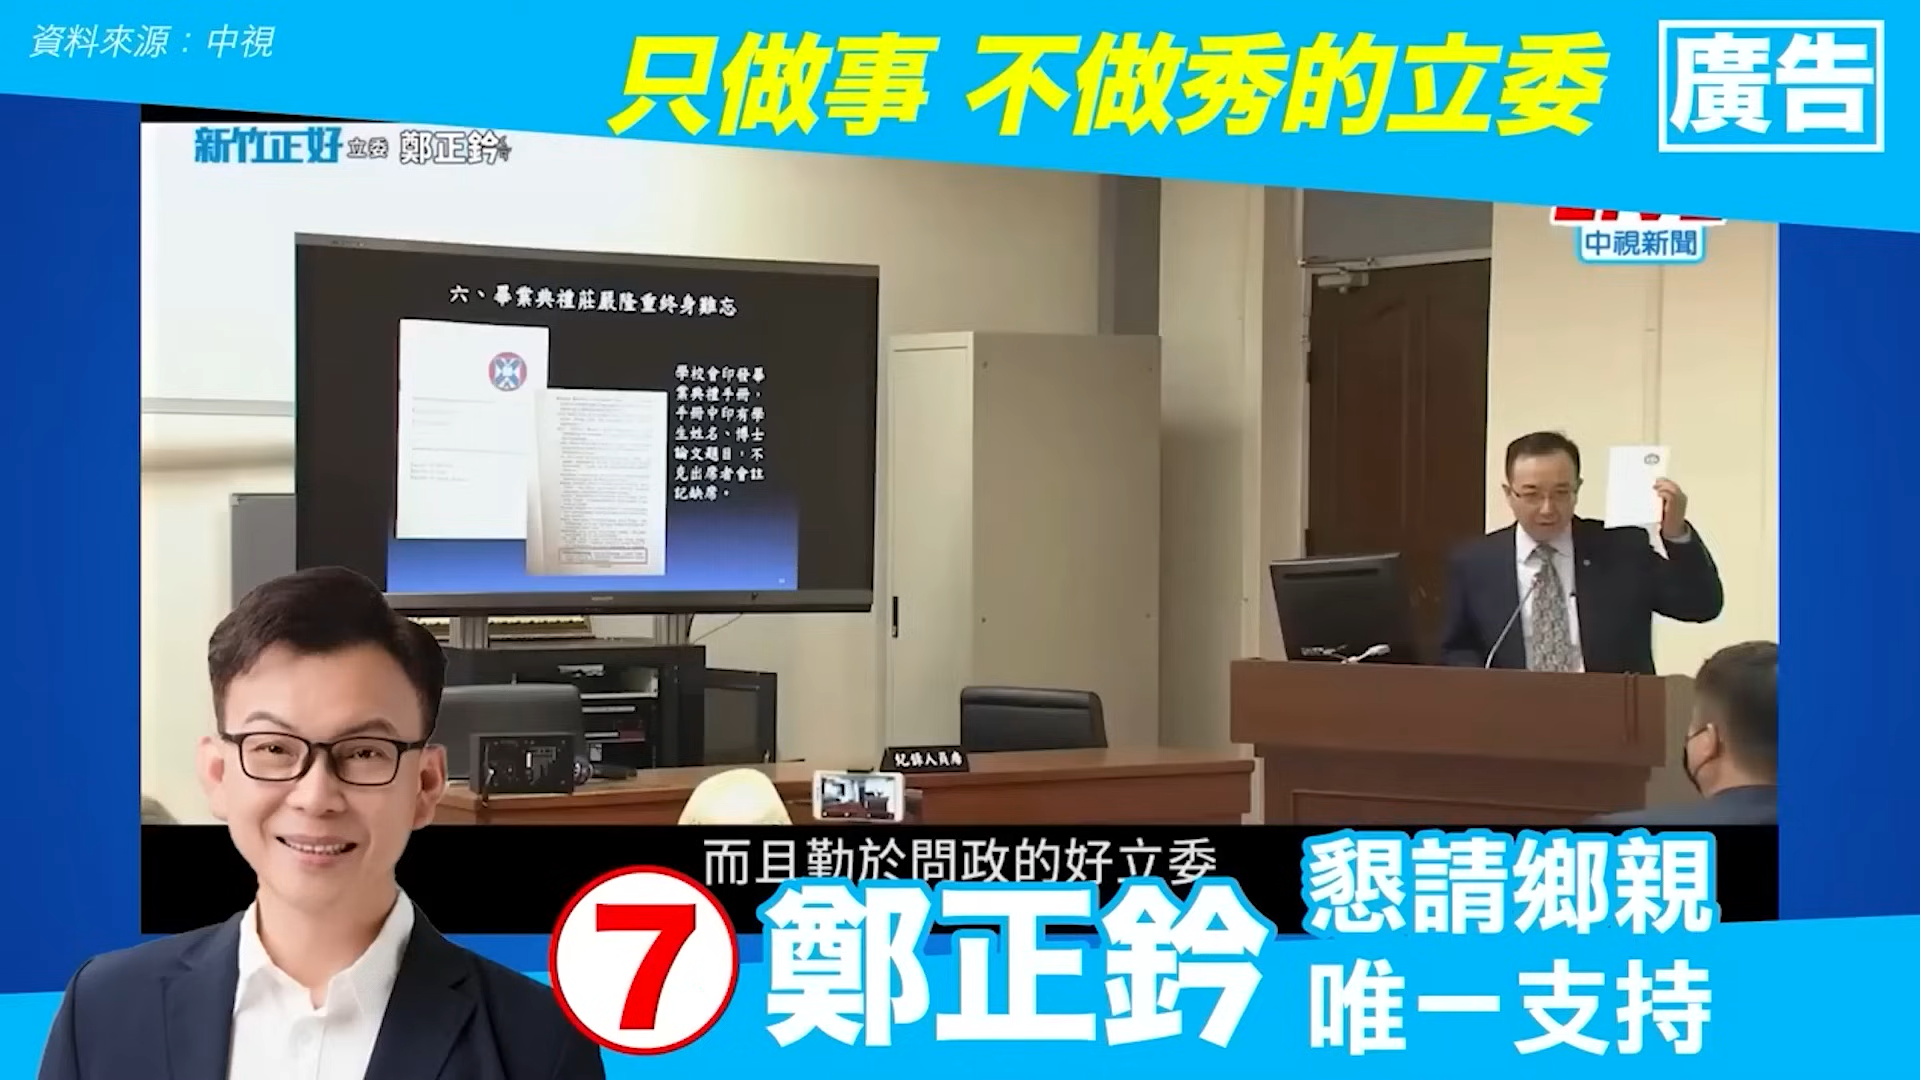 資料來源：中視
只做事 不做秀的立委
廣告
新竹正好 立委 鄭正鈐
中視新聞
六、畢業典禮莊嚴隆重終身難忘
學校會印發畢
業典禮手冊，
手冊中印有學
生姓名、博士
論文題目，不
克出席者會註
記缺席。
紀錄人員席
而且勤於問政的好立委
7 鄭正鈐
懇請鄉親
唯一支持